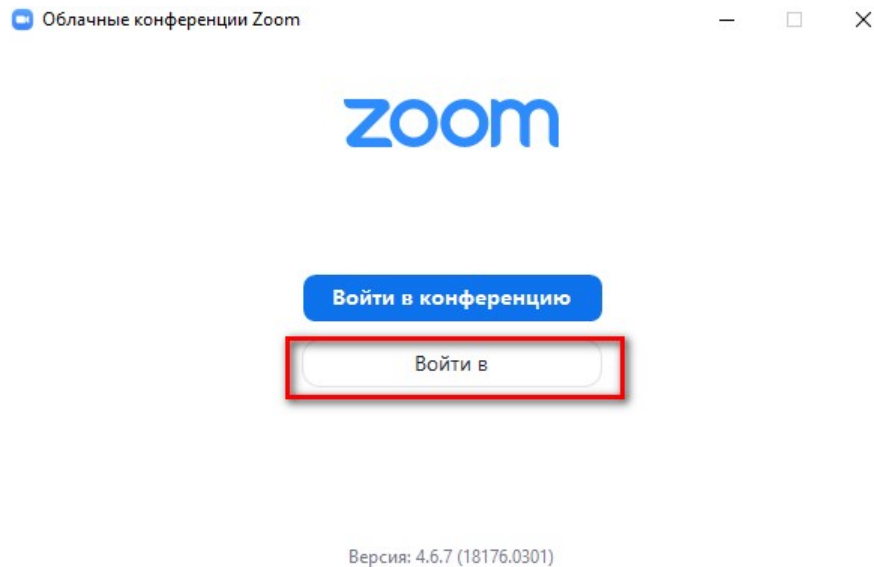 Облачные конференции Zoom
zoom
Войти в конференцию
Войти в
Версия: 4.6.7 (18176.0301)